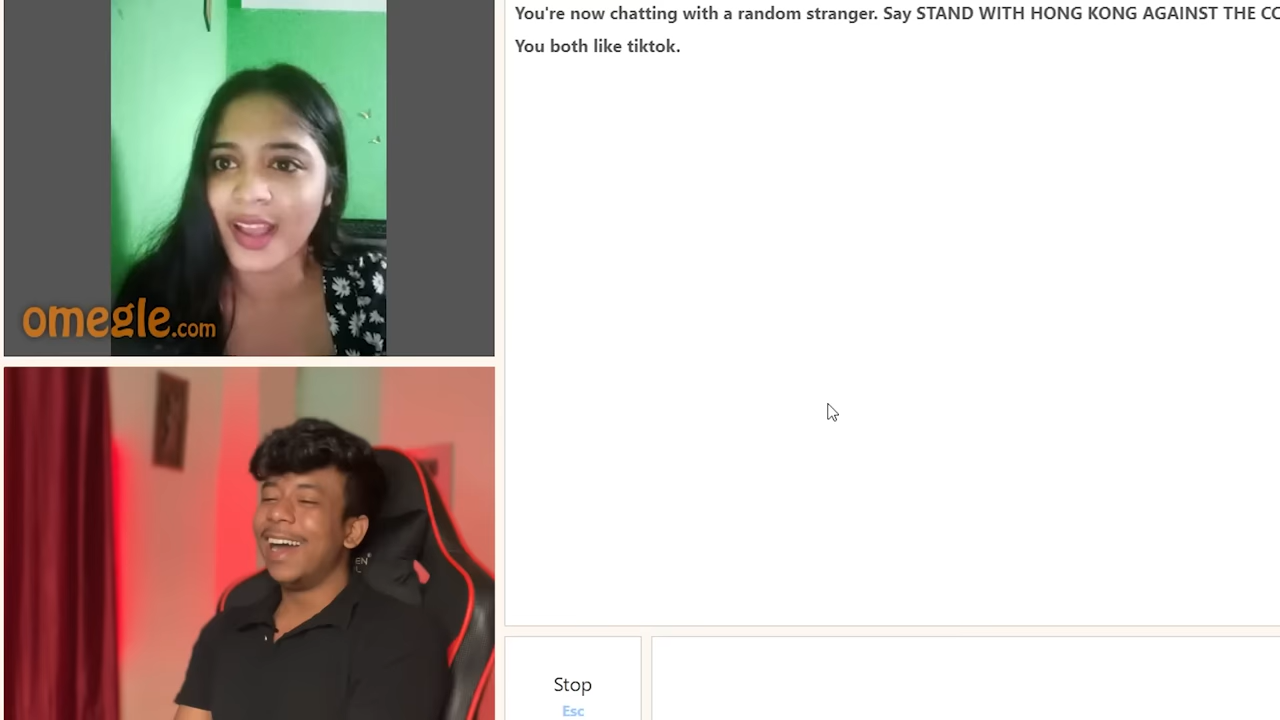 You're now chatting with a random stranger. Say STAND WITH HONG KONG AGAINST THE
You both like tiktok.
omegle.com
Stop
Esc